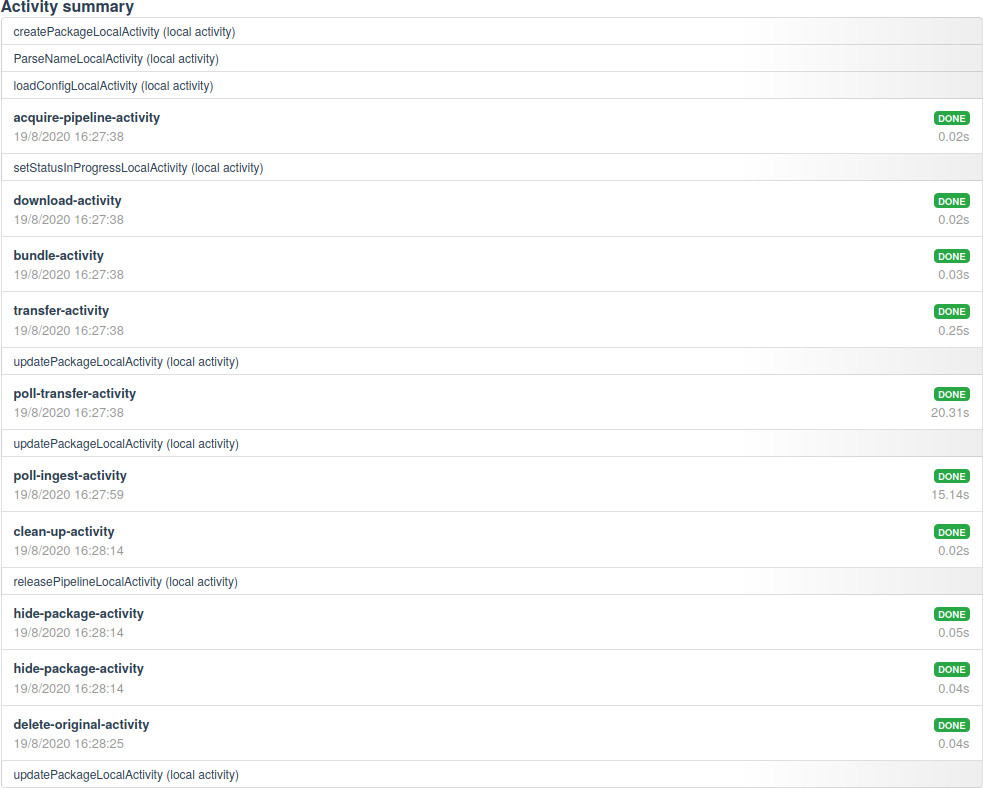 Activity summary
createPackageLocalActivity (local activity)
ParseNameLocalActivity (local activity)
loadConfigLocalActivity (local activity)
acquire-pipeline-activity DONE
19/8/2020 16:27:38 0.02s
setStatusInProgressLocalActivity (local activity)
download-activity DONE
19/8/2020 16:27:38 0.02s
bundle-activity DONE
19/8/2020 16:27:38 0.03s
transfer-activity DONE
19/8/2020 16:27:38 0.25s
updatePackageLocalActivity (local activity)
poll-transfer-activity DONE
19/8/2020 16:27:38 20.31s
updatePackageLocalActivity (local activity)
poll-ingest-activity DONE
19/8/2020 16:27:59 15.14s
clean-up-activity DONE
19/8/2020 16:28:14 0.02s
releasePipelineLocalActivity (local activity)
hide-package-activity DONE
19/8/2020 16:28:14 0.05s
hide-package-activity DONE
19/8/2020 16:28:14 0.04s
delete-original-activity DONE
19/8/2020 16:28:25 0.04s
updatePackageLocalActivity (local activity)